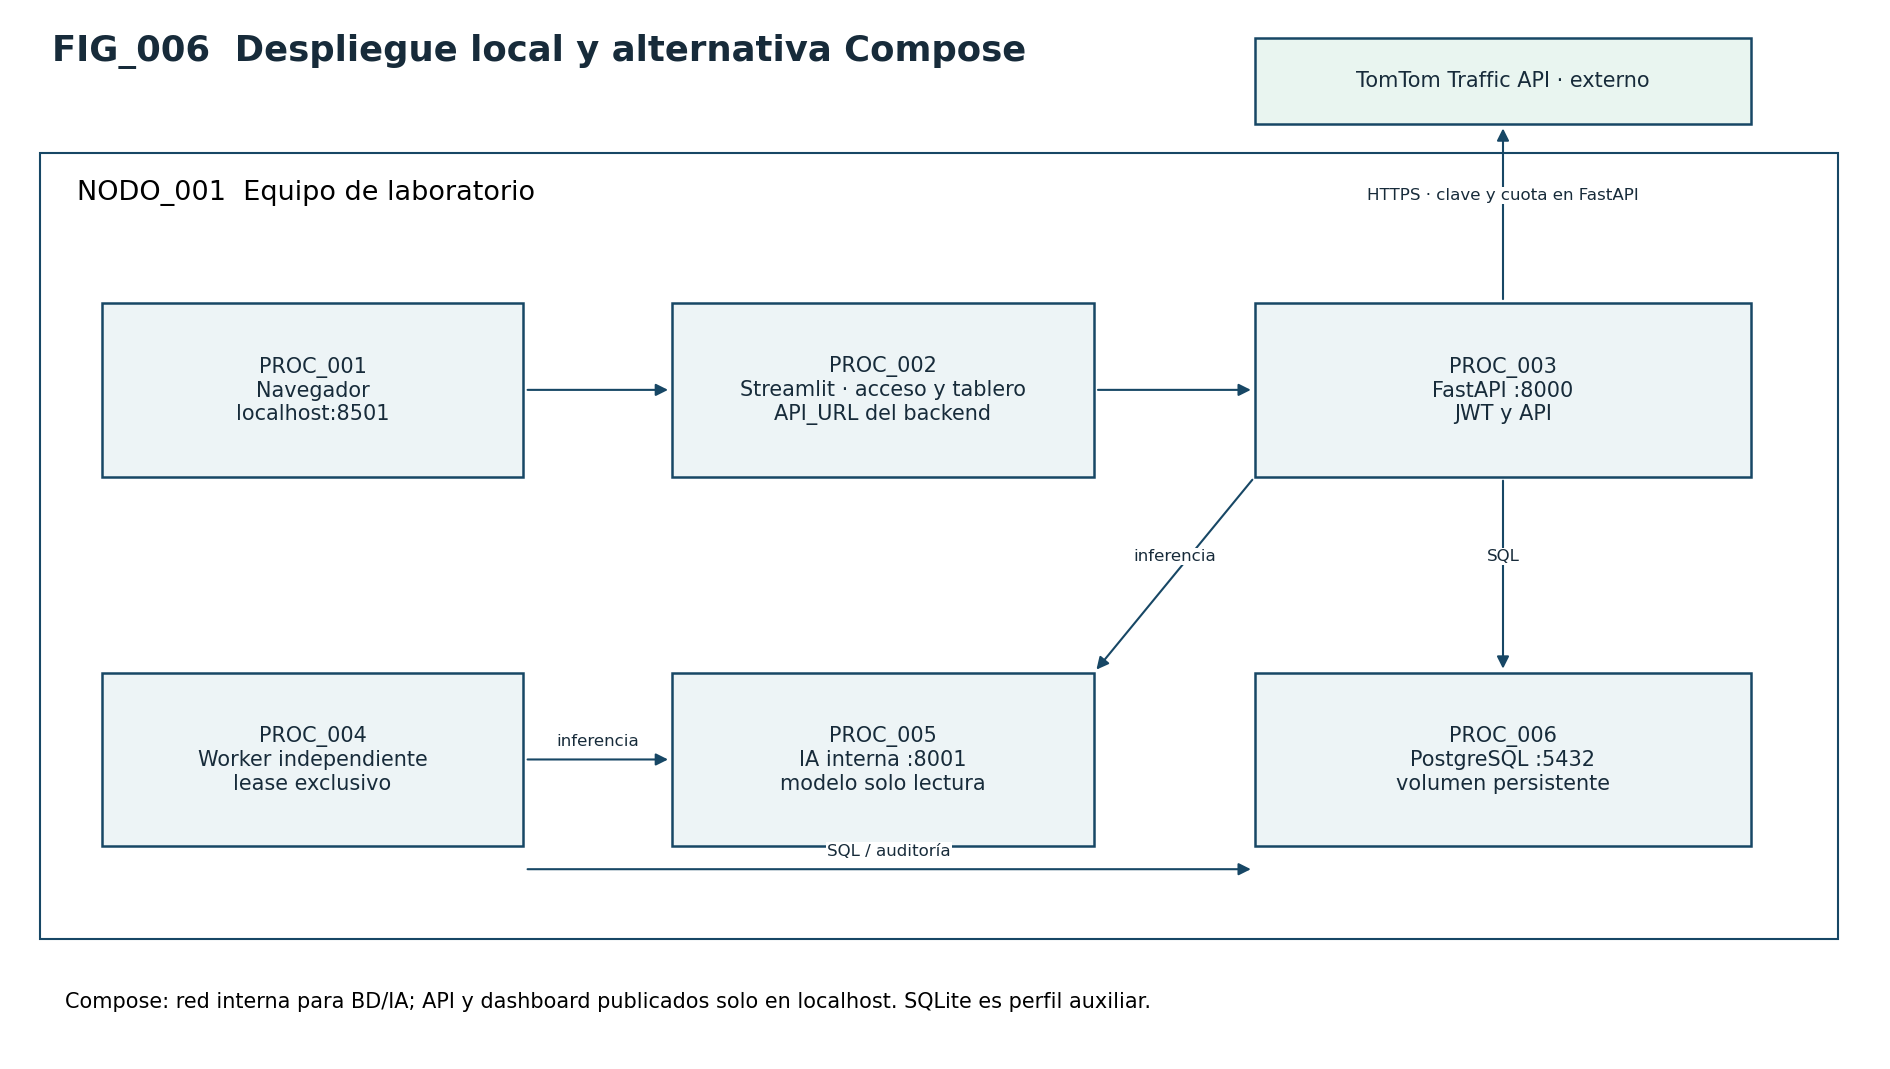 FIG_006  Despliegue local y alternativa Compose
TomTom Traffic API · externo
NODO_001  Equipo de laboratorio
HTTPS · clave y cuota en FastAPI
PROC_001
Navegador
localhost:8501
PROC_002
Streamlit · acceso y tablero
API_URL del backend
PROC_003
FastAPI :8000
JWT y API
inferencia
SQL
PROC_004
Worker independiente
lease exclusivo
inferencia
PROC_005
IA interna :8001
modelo solo lectura
PROC_006
PostgreSQL :5432
volumen persistente
SQL / auditoría
Compose: red interna para BD/IA; API y dashboard publicados solo en localhost. SQLite es perfil auxiliar.